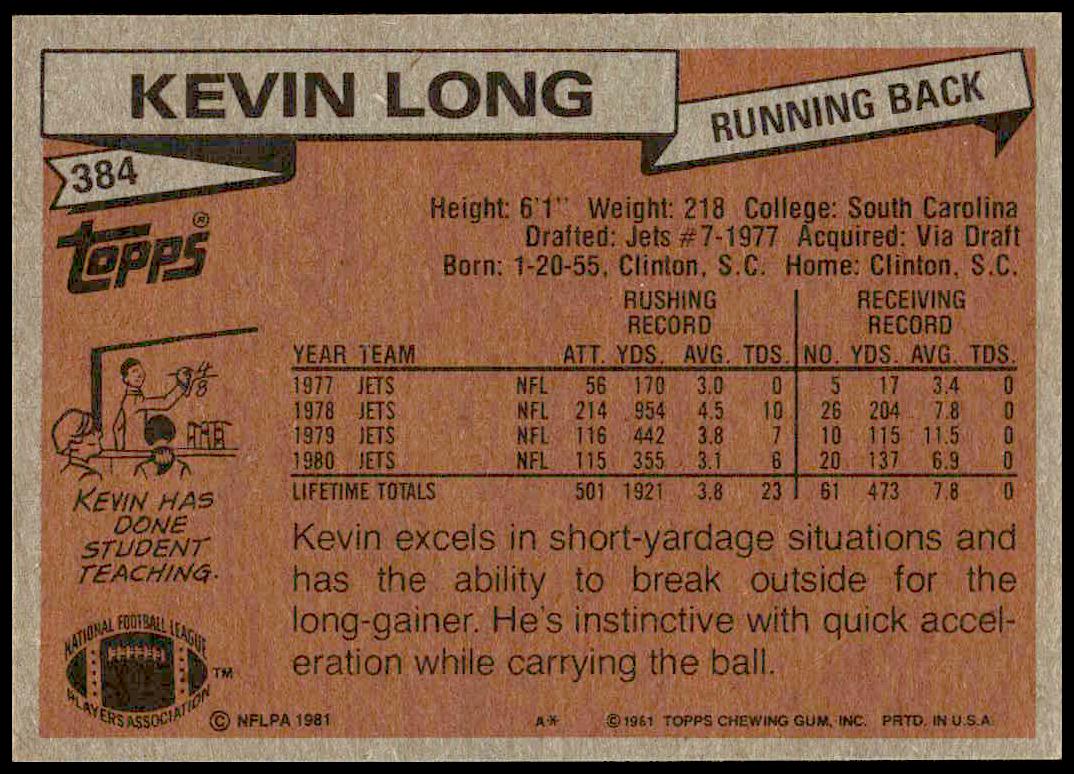 KEVIN LONG
RUNNING BACK
384
TOPPS®
Height: 6'1" Weight: 218 College: South Carolina
Drafted: Jets #7-1977 Acquired: Via Draft
Born: 1-20-55, Clinton, S.C. Home: Clinton, S.C.
RUSHING RECORD RECEIVING RECORD
YEAR TEAM ATT. YDS. AVG. TDS. NO. YDS. AVG. TDS.
1977 JETS NFL 56 170 3.0 0 5 17 3.4 0
1978 JETS NFL 214 954 4.5 10 26 204 7.8 0
1979 JETS NFL 116 442 3.8 7 10 115 11.5 0
1980 JETS NFL 115 355 3.1 6 20 137 6.9 0
LIFETIME TOTALS 501 1921 3.8 23 61 473 7.8 0
4/8
KEVIN HAS
DONE
STUDENT
TEACHING.
Kevin excels in short-yardage situations and
has the ability to break outside for the
long-gainer. He's instinctive with quick accel-
eration while carrying the ball.
NATIONAL FOOTBALL LEAGUE
PLAYERS ASSOCIATION
TM
© NFLPA 1981
A*
© 1981 TOPPS CHEWING GUM, INC. PRTD. IN U.S.A.